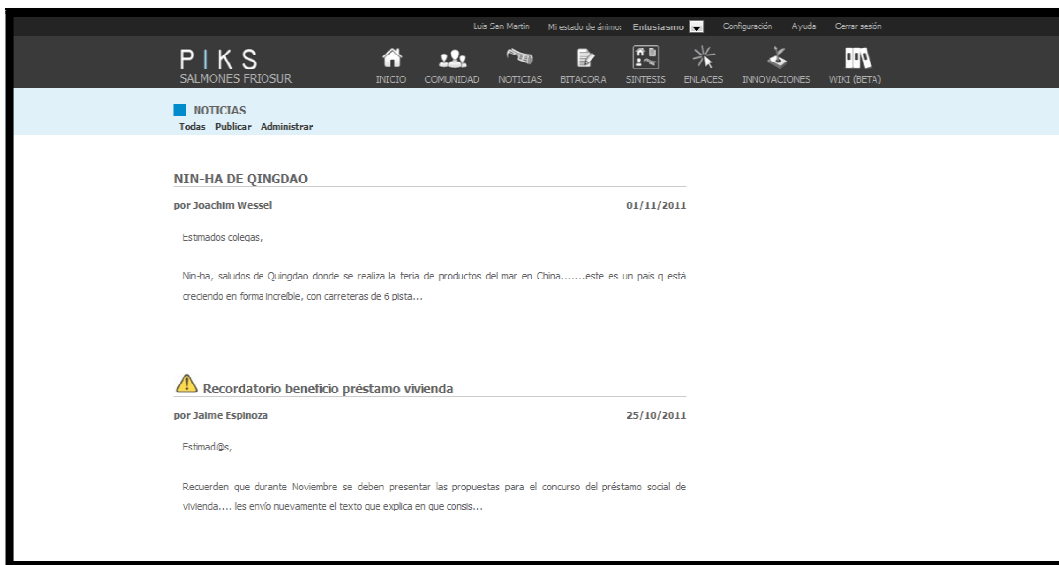 Luis San Martin Mi estado de ánimo: Entusiasmo Configuración Ayuda Cerrar sesión
PIKS
SALMONES FRIOSUR
INICIO COMUNIDAD NOTICIAS BITACORA SINTESIS ENLACES INNOVACIONES WIKI (BETA)
NOTICIAS
Todas Publicar Administrar
NIN-HA DE QINGDAO
por Joachim Wessel 01/11/2011
Estimados colegas,
Nin-ha, saludos de Quingdao donde se realiza la feria de productos del mar en China.......este es un pais q está
creciendo en forma increíble, con carreteras de 6 pista...
Recordatorio beneficio préstamo vivienda
por Jaime Espinoza 25/10/2011
Estimad@s,
Recuerden que durante Noviembre se deben presentar las propuestas para el concurso del préstamo social de
vivienda.... les envío nuevamente el texto que explica en que consis...